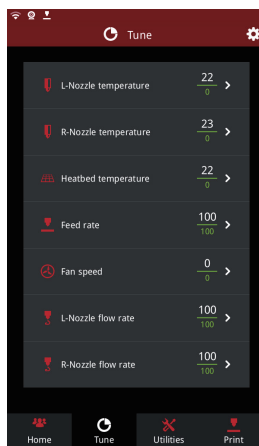 Tune
L-Nozzle temperature
22
0
R-Nozzle temperature
23
0
Heatbed temperature
22
0
Feed rate
100
100
Fan speed
0
0
L-Nozzle flow rate
100
100
R-Nozzle flow rate
100
100
Home Tune Utilities Print